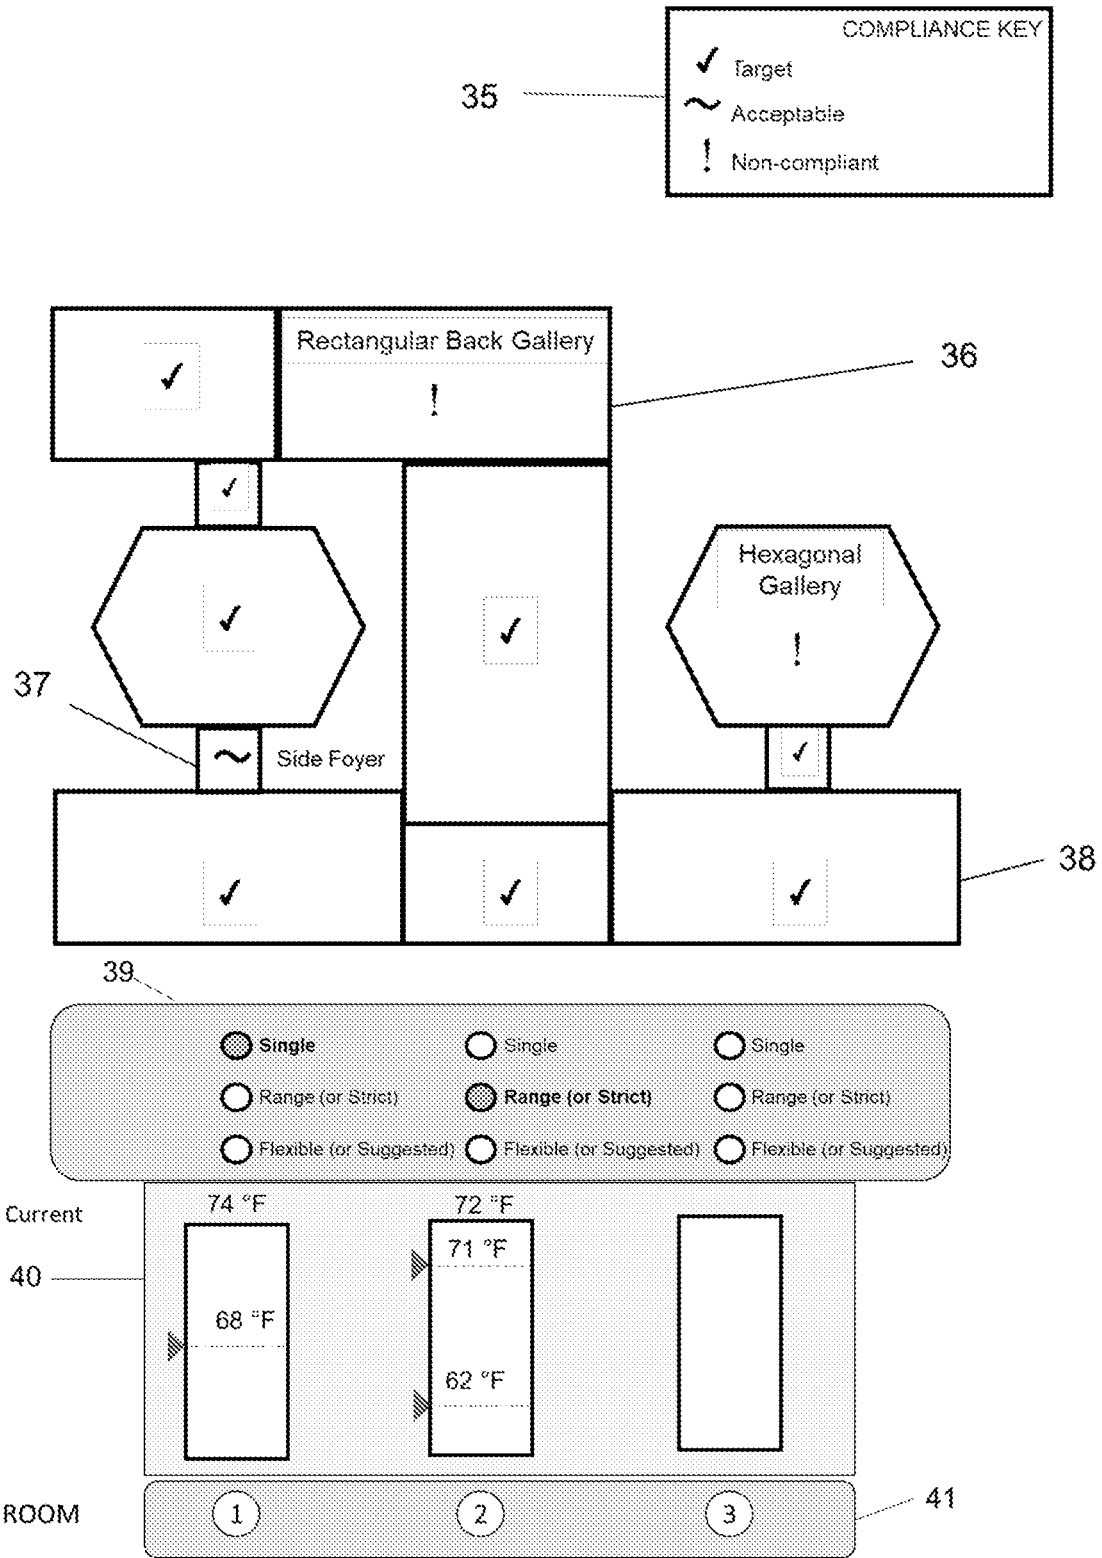 COMPLIANCE KEY
✓ Target
~ Acceptable
! Non-compliant
35
Rectangular Back Gallery
!
36
✓
✓
✓
✓
Hexagonal
Gallery
!
37
~ Side Foyer
✓
✓
✓
✓
38
39
Single
Single
Single
Range (or Strict)
Range (or Strict)
Range (or Strict)
Flexible (or Suggested)
Flexible (or Suggested)
Flexible (or Suggested)
Current
74 °F
72 °F
71 °F
40
68 °F
62 °F
ROOM
1
2
3
41